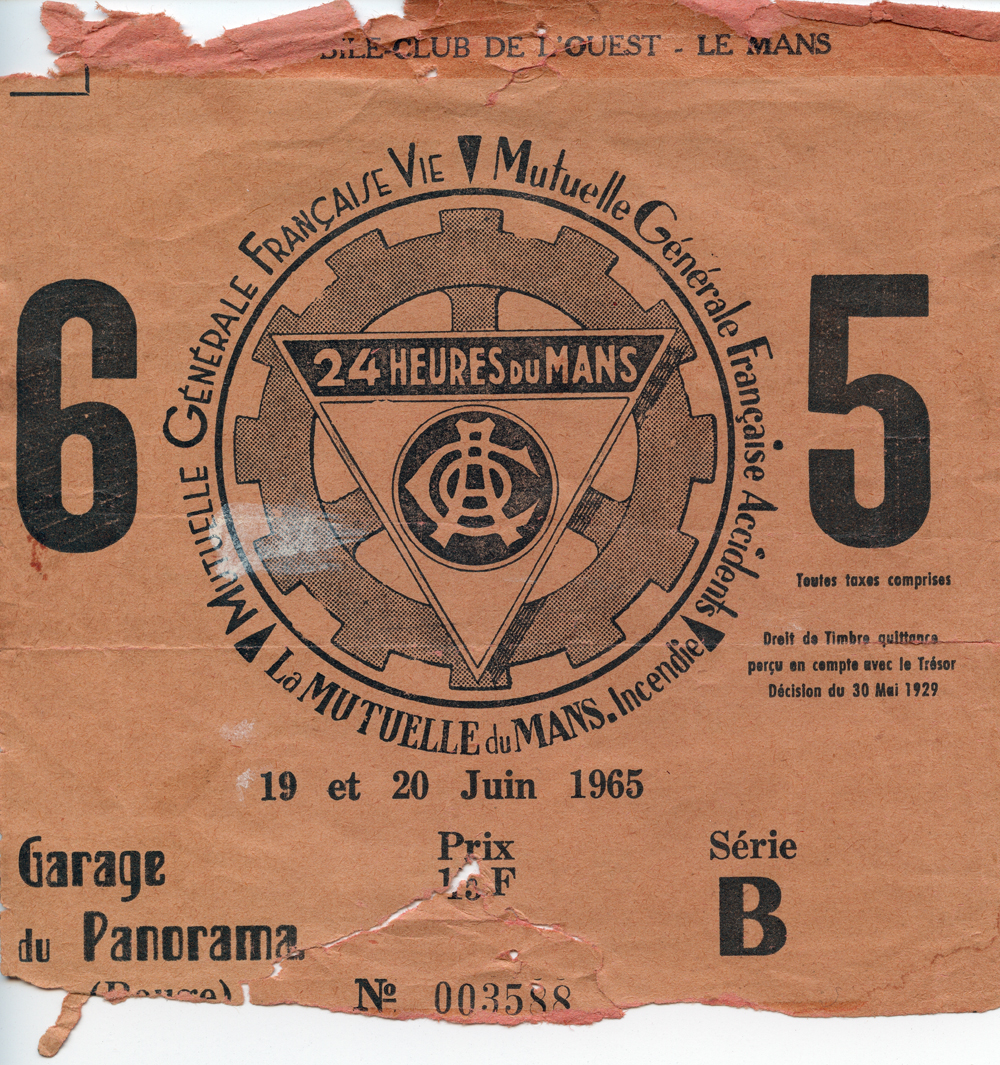 BILE-CLUB DE L'OUEST - LE MANS
MUTUELLE GÉNÉRALE FRANÇAISE VIE
Mutuelle Générale Française Accidents
La MUTUELLE du MANS. Incendie
24 HEURES DU MANS
ACO
6 5
Toutes taxes comprises
Droit de Timbre quittance
perçu en compte avec le Trésor
Décision du 30 Mai 1929
19 et 20 Juin 1965
Garage
du Panorama
Prix
F
Série
B
Nº 003588